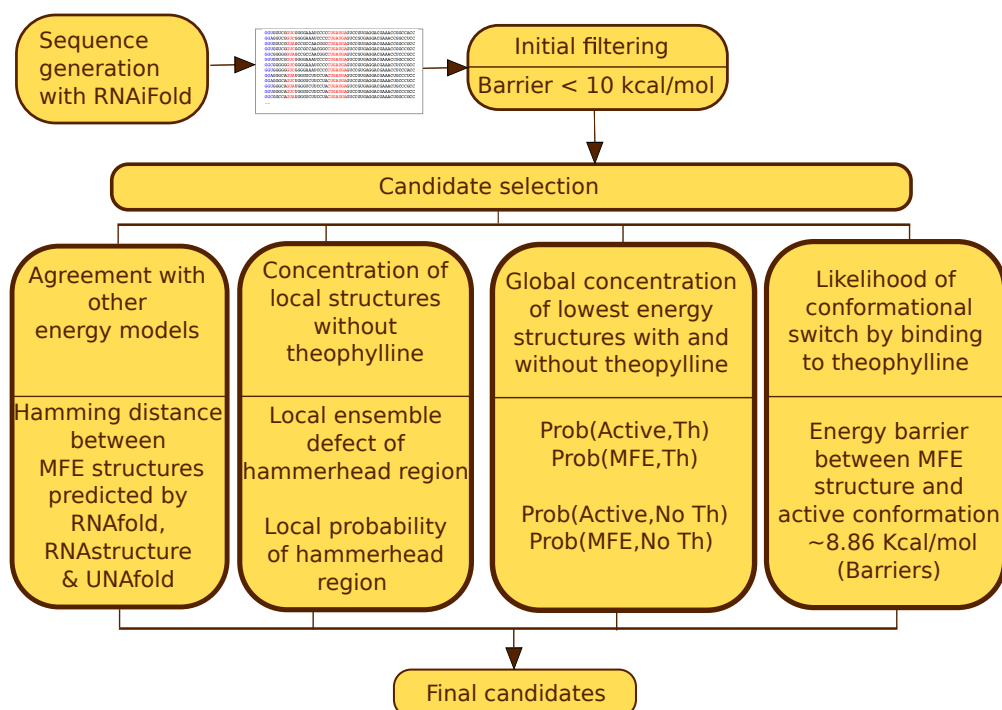 Sequence
generation
with RNAiFold
Initial filtering
Barrier < 10 kcal/mol
Candidate selection
Agreement with
other
energy models
Hamming distance
between
MFE structures
predicted by
RNAfold,
RNAstructure
& UNAfold
Concentration of
local structures
without
theophylline
Local ensemble
defect of
hammerhead region
Local probability
of hammerhead
region
Global concentration
of lowest energy
structures with and
without theopylline
Prob(Active,Th)
Prob(MFE,Th)
Prob(Active,No Th)
Prob(MFE,No Th)
Likelihood of
conformational
switch by binding
to theophylline
Energy barrier
between MFE
structure and
active conformation
~8.86 Kcal/mol
(Barriers)
Final candidates